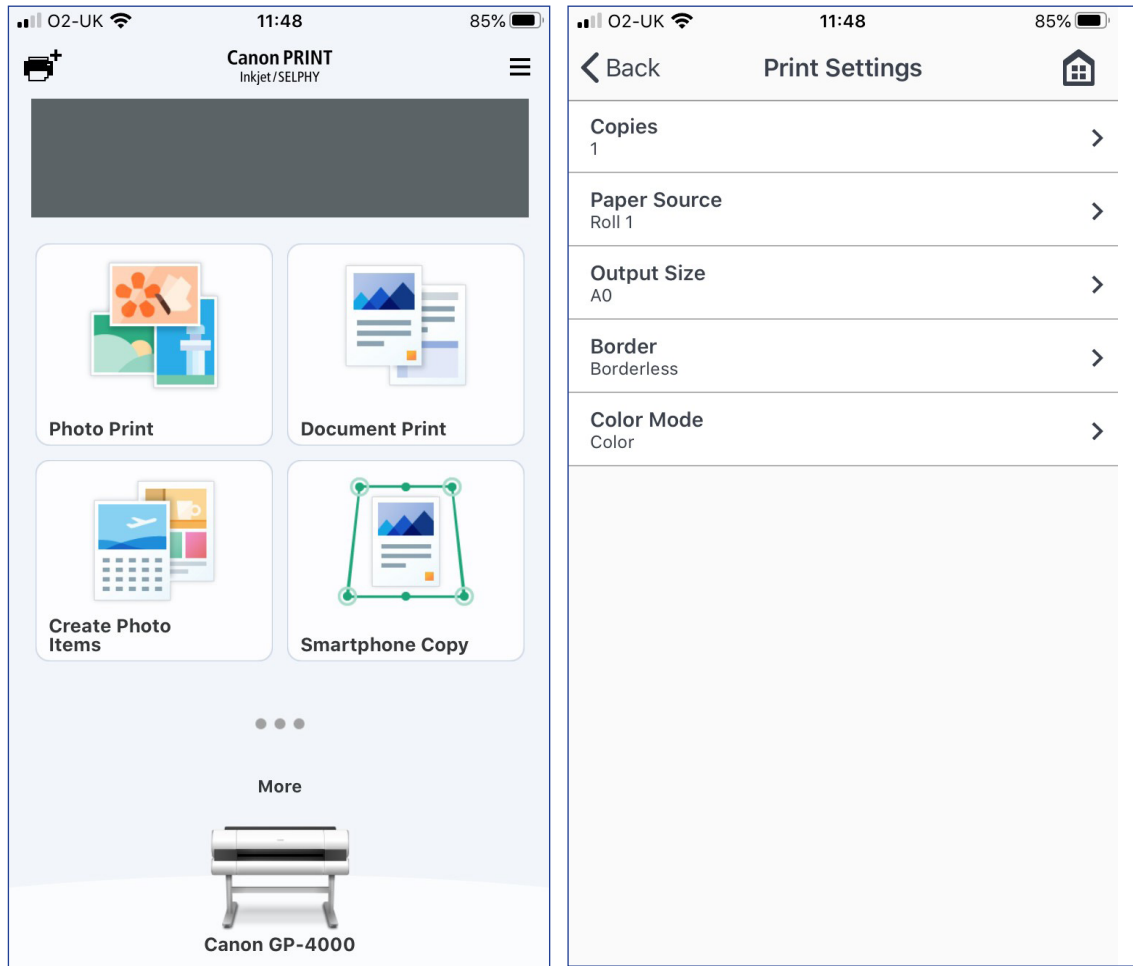 O2-UK 11:48 85%
Canon PRINT
Inkjet/SELPHY
Photo Print
Document Print
Create Photo
Items
Smartphone Copy
More
Canon GP-4000
O2-UK 11:48 85%
Back Print Settings
Copies
1
Paper Source
Roll 1
Output Size
A0
Border
Borderless
Color Mode
Color